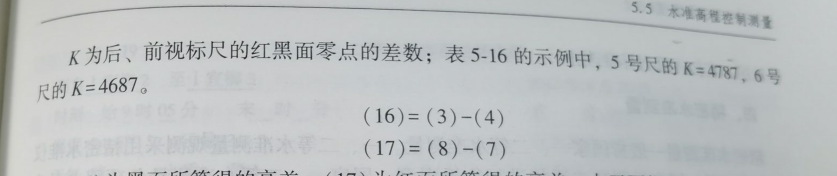 5.5 水准高程控制测量
K为后、前视标尺的红黑面零点的差数；表5-16的示例中，5号尺的K=4787，6号
尺的K=4687。
(16)=(3)-(4)
(17)=(8)-(7)